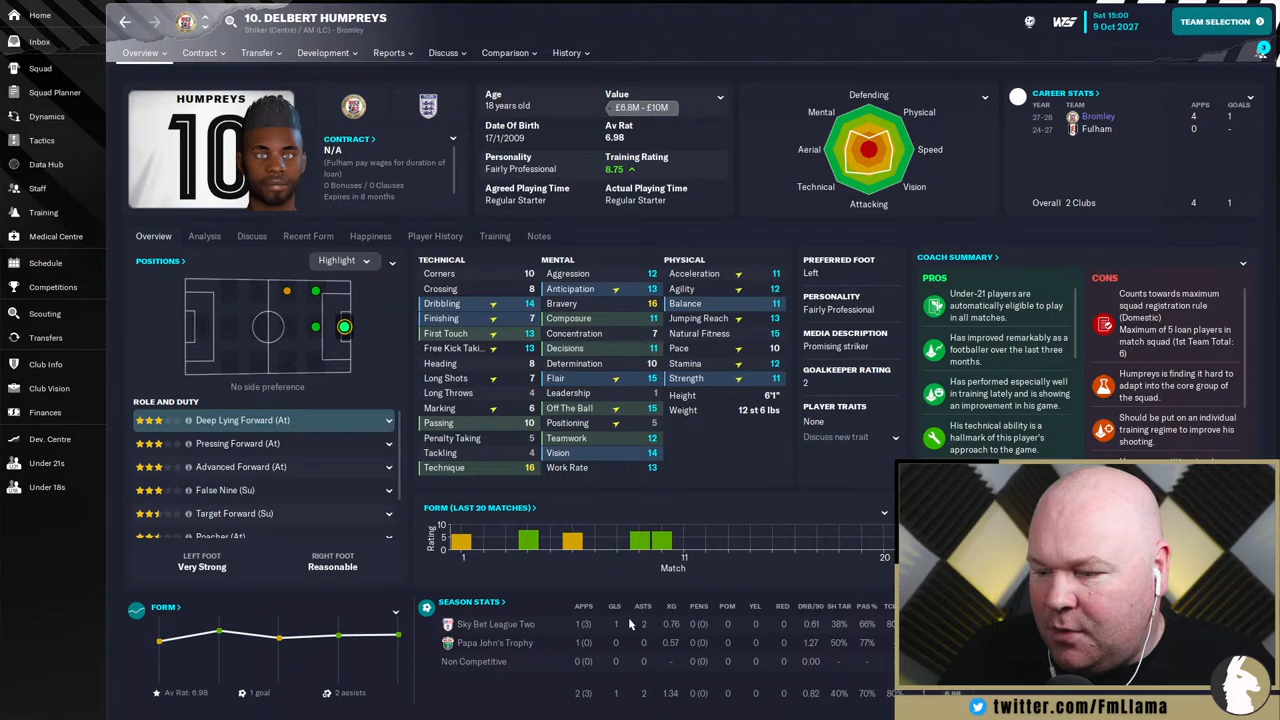 Home
Inbox
Squad
Squad Planner
Dynamics
Tactics
Data Hub
Staff
Training
Medical Centre
Schedule
Competitions
Scouting
Transfers
Club Info
Club Vision
Finances
Dev. Centre
Under 21s
Under 18s
10. DELBERT HUMPREYS
Striker (Centre) / AM (LC) - Bromley
Sat 15:00
9 Oct 2027
TEAM SELECTION
3
Overview
Contract
Transfer
Development
Reports
Discuss
Comparison
History
HUMPREYS
10
CONTRACT >
N/A
(Fulham pay wages for duration of
loan)
0 Bonuses / 0 Clauses
Expires in 8 months
Age
18 years old
Date Of Birth
17/1/2009
Personality
Fairly Professional
Agreed Playing Time
Regular Starter
Value
£6.8M - £10M
Av Rat
6.98
Training Rating
8.75
Actual Playing Time
Regular Starter
Defending
Mental
Physical
Aerial
Speed
Technical
Vision
Attacking
CAREER STATS >
YEAR TEAM APPS GOALS
27-28 Bromley 4 1
24-27 Fulham 0 -
Overall 2 Clubs 4 1
Overview
Analysis
Discuss
Recent Form
Happiness
Player History
Training
Notes
POSITIONS >
Highlight
No side preference
ROLE AND DUTY
Deep Lying Forward (At)
Pressing Forward (At)
Advanced Forward (At)
False Nine (Su)
Target Forward (Su)
Poacher (At)
LEFT FOOT
Very Strong
RIGHT FOOT
Reasonable
TECHNICAL
Corners 10
Crossing 8
Dribbling 14
Finishing 7
First Touch 13
Free Kick Taki... 13
Heading 8
Long Shots 7
Long Throws 4
Marking 6
Passing 10
Penalty Taking 5
Tackling 4
Technique 16
MENTAL
Aggression 12
Anticipation 13
Bravery 16
Composure 11
Concentration 7
Decisions 11
Determination 10
Flair 15
Leadership 1
Off The Ball 15
Positioning 5
Teamwork 12
Vision 14
Work Rate 13
PHYSICAL
Acceleration 11
Agility 12
Balance 11
Jumping Reach 13
Natural Fitness 15
Pace 10
Stamina 12
Strength 11
Height 6'1"
Weight 12 st 6 lbs
PREFERRED FOOT
Left
PERSONALITY
Fairly Professional
MEDIA DESCRIPTION
Promising striker
GOALKEEPER RATING
2
PLAYER TRAITS
None
Discuss new trait
COACH SUMMARY >
PROS
Under-21 players are
automatically eligible to play
in all matches.
Has improved remarkably as a
footballer over the last three
months.
Has performed especially well
in training lately and is showing
an improvement in his game.
His technical ability is a
hallmark of this player's
approach to the game.
CONS
Counts towards maximum
squad registration rule
(Domestic)
Maximum of 5 loan players in
match squad (1st Team Total:
6)
Humpreys is finding it hard to
adapt into the core group of
the squad.
Should be put on an individual
training regime to improve his
shooting.
FORM (LAST 20 MATCHES) >
Rating
10
5
0
1
11
20
Match
FORM >
Av Rat: 6.98
1 goal
2 assists
SEASON STATS >
APPS GLS ASTS XG PENS POM YEL RED DRB/90 SH TAR PAS %
Sky Bet League Two 1 (3) 1 2 0.76 0 (0) 0 0 0 0.61 38% 66%
Papa John's Trophy 1 (0) 0 0 0.57 0 (0) 0 0 0 1.27 50% 77%
Non Competitive 0 (0) 0 0 0.00 0 (0) 0 0 0 0.00 0% 0%
2 (3) 1 2 1.34 0 (0) 0 0 0 0.82 40% 70%
twitter.com/FmLlama